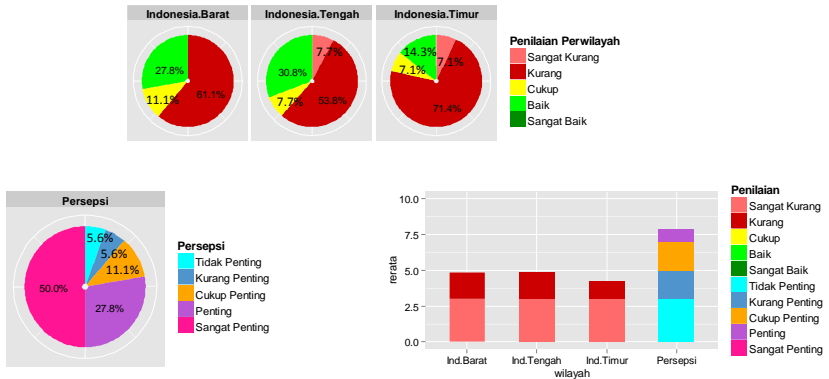 Indonesia.Barat
Indonesia.Tengah
Indonesia.Timur
27.8%
11.1%
61.1%
7.7%
30.8%
7.7%
53.8%
14.3%
7.1%
7.1%
71.4%
Penilaian Perwilayah
Sangat Kurang
Kurang
Cukup
Baik
Sangat Baik
Persepsi
5.6%
5.6%
11.1%
50.0%
27.8%
Persepsi
Tidak Penting
Kurang Penting
Cukup Penting
Penting
Sangat Penting
10.0
7.5
5.0
2.5
0.0
rerata
Ind.Barat
Ind.Tengah
Ind.Timur
Persepsi
wilayah
Penilaian
Sangat Kurang
Kurang
Cukup
Baik
Sangat Baik
Tidak Penting
Kurang Penting
Cukup Penting
Penting
Sangat Penting